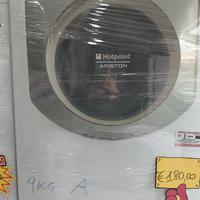 Hotpoint
ARISTON
9KG A
€180,00